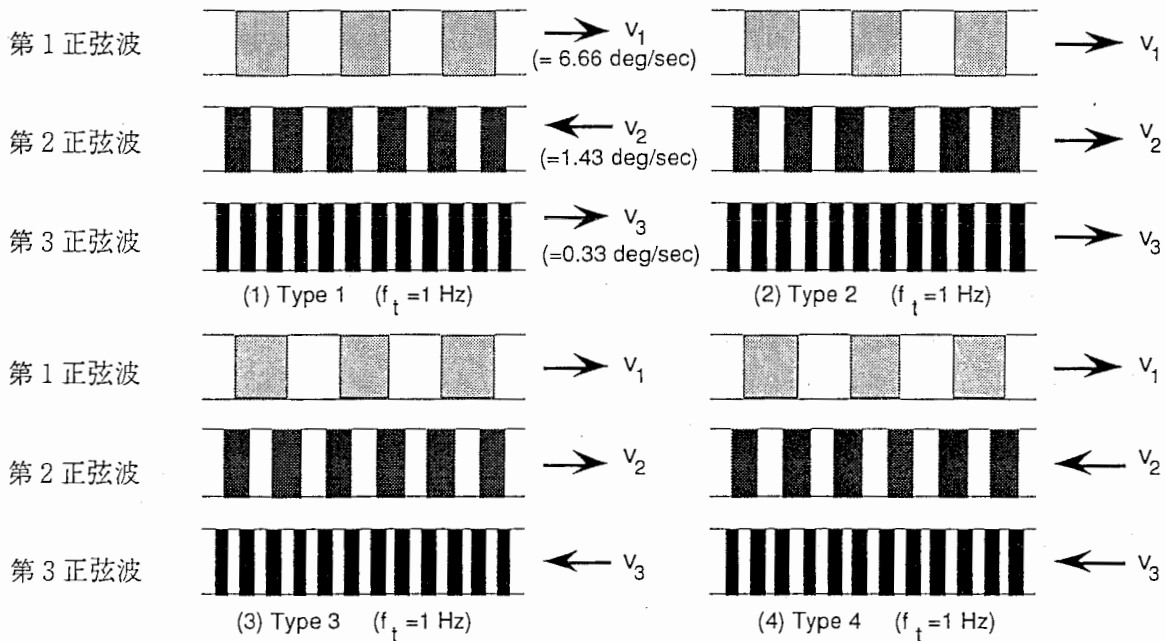 第1正弦波
v1
(= 6.66 deg/sec)
v1
第2正弦波
v2
(=1.43 deg/sec)
v2
第3正弦波
v3
(=0.33 deg/sec)
v3
(1) Type 1 (ft =1 Hz)
(2) Type 2 (ft =1 Hz)
第1正弦波
v1
v1
第2正弦波
v2
v2
第3正弦波
v3
v3
(3) Type 3 (ft =1 Hz)
(4) Type 4 (ft =1 Hz)